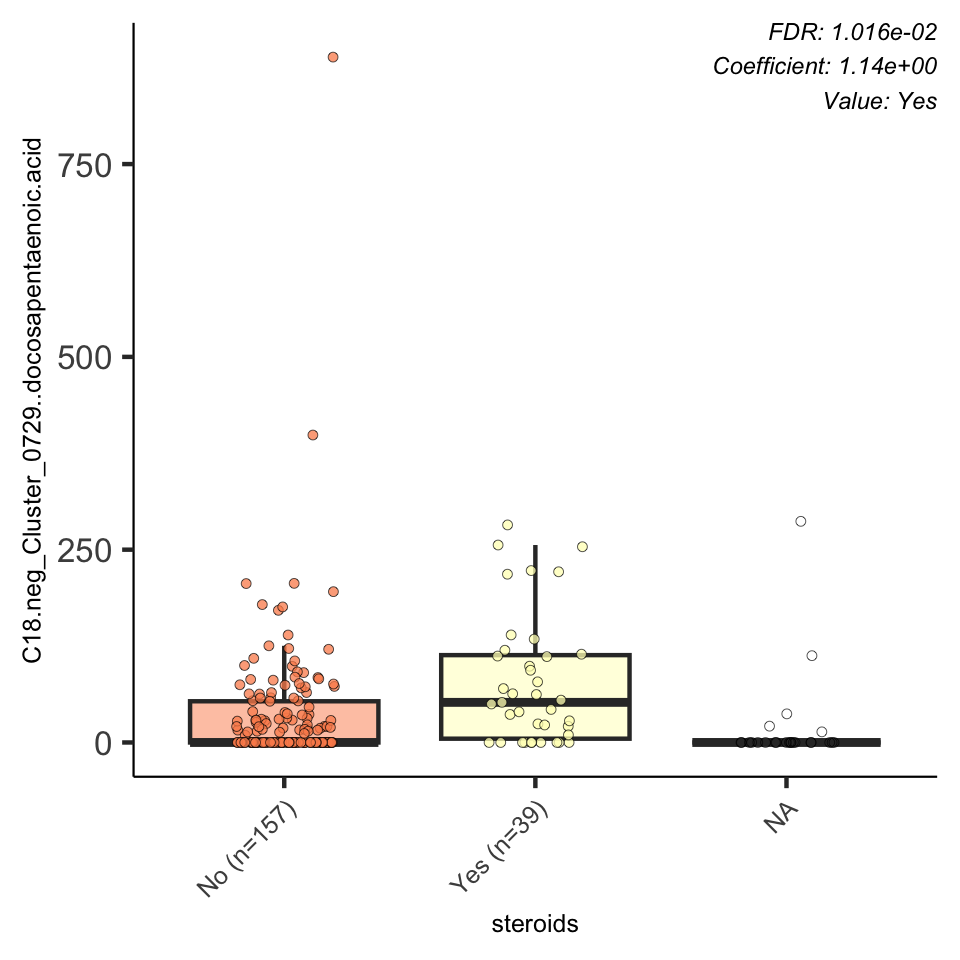 FDR: 1.016e-02
Coefficient: 1.14e+00
Value: Yes
C18.neg_Cluster_0729..docosapentaenoic.acid
750
500
250
0
No (n=157)
Yes (n=39)
NA
steroids